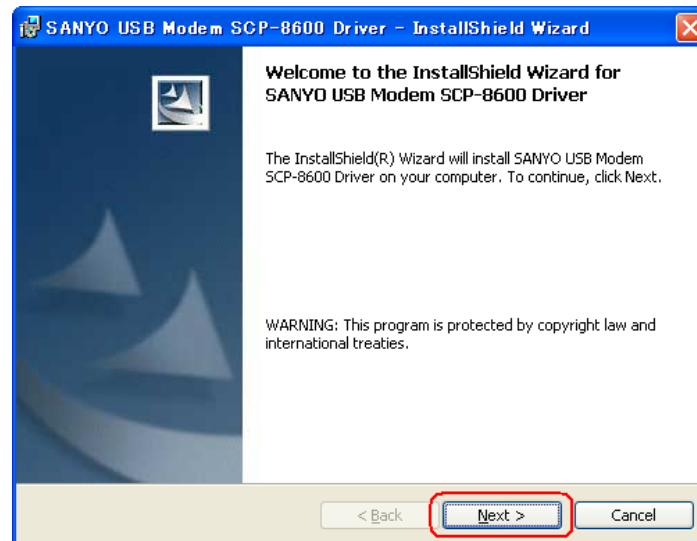 SANYO USB Modem SCP-8600 Driver - InstallShield Wizard
Welcome to the InstallShield Wizard for
SANYO USB Modem SCP-8600 Driver
The InstallShield(R) Wizard will install SANYO USB Modem
SCP-8600 Driver on your computer. To continue, click Next.
WARNING: This program is protected by copyright law and
international treaties.
< Back
Next >
Cancel